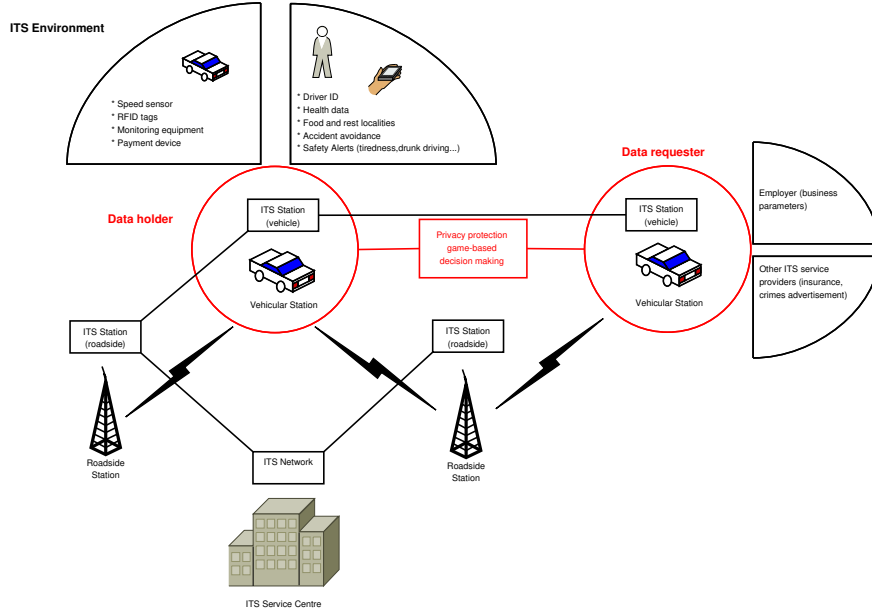 ITS Environment
* Speed sensor
* RFID tags
* Monitoring equipment
* Payment device
* Driver ID
* Health data
* Food and rest localities
* Accident avoidance
* Safety Alerts (tiredness,drunk driving...)
Data holder
Data requester
ITS Station
(vehicle)
Vehicular Station
Privacy protection
game-based
decision making
ITS Station
(vehicle)
Vehicular Station
Employer (business
parameters)
Other ITS service
providers (insurance,
crimes advertisement)
ITS Station
(roadside)
ITS Station
(roadside)
Roadside
Station
ITS Network
Roadside
Station
ITS Service Centre